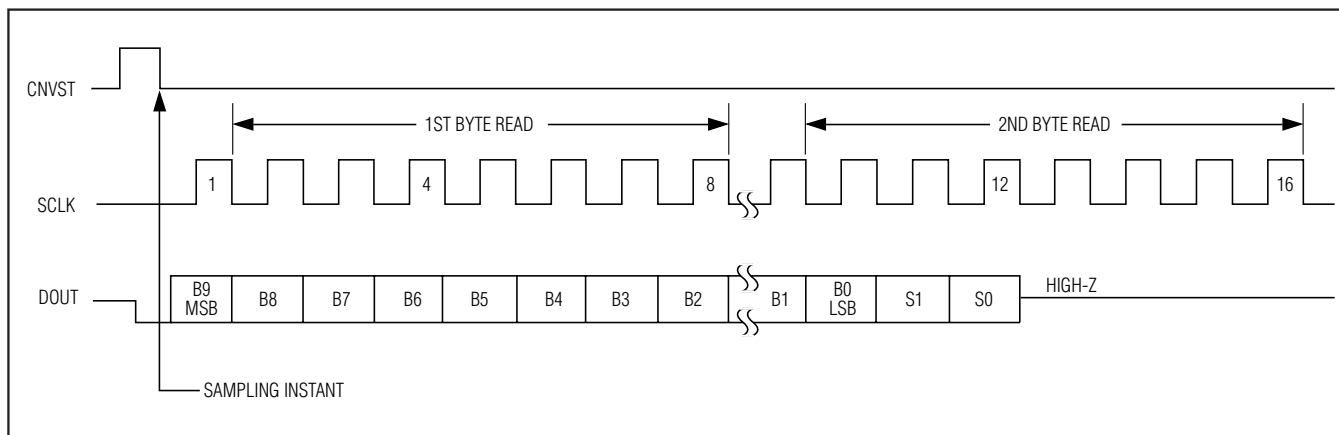 CNVST
1ST BYTE READ
2ND BYTE READ
SCLK
1
4
8
12
16
DOUT
B9
MSB
B8
B7
B6
B5
B4
B3
B2
B1
B0
LSB
S1
S0
HIGH-Z
SAMPLING INSTANT